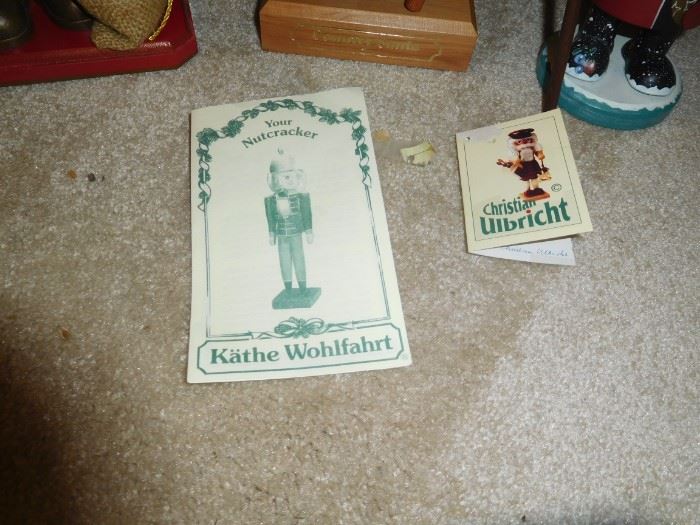 Your
Nutcracker
Käthe Wohlfahrt
®
Christian
Ulbricht
©